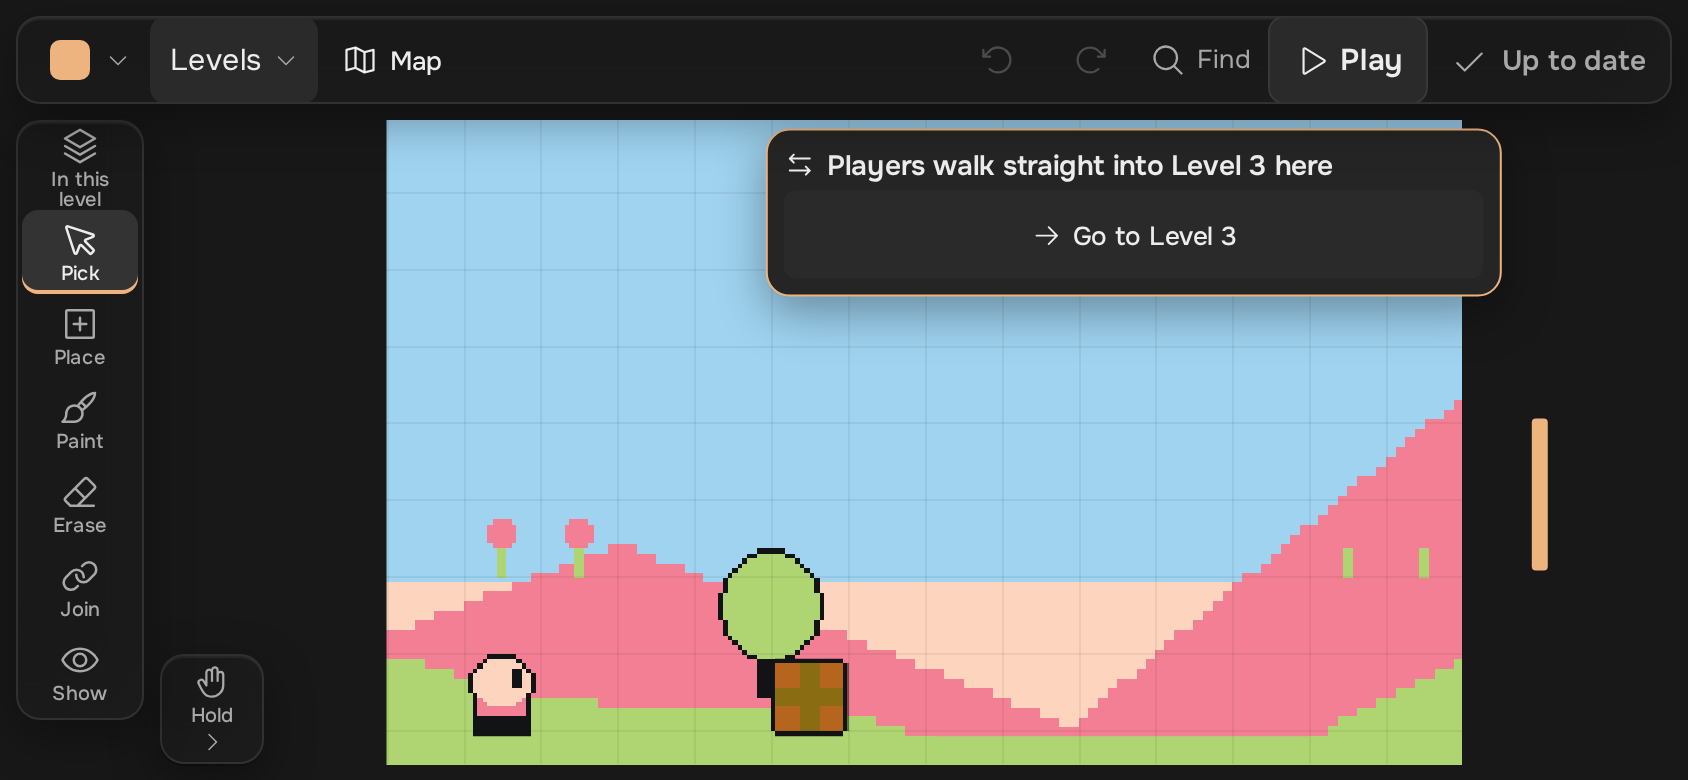 Levels
Map
Find
Play
Up to date
In this
level
Pick
Place
Paint
Erase
Join
Show
Hold
Players walk straight into Level 3 here
Go to Level 3